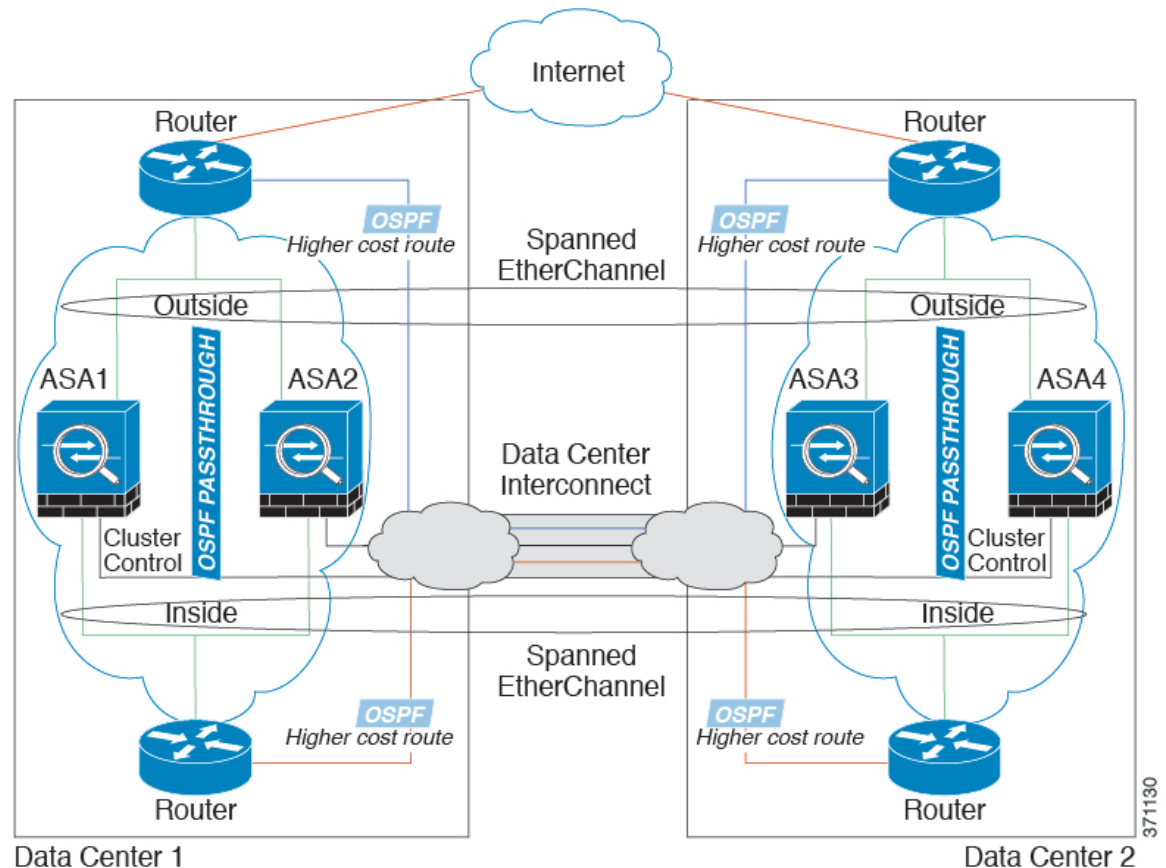 Internet
Router
Router
OSPF
Higher cost route
Spanned
EtherChannel
OSPF
Higher cost route
Outside
Outside
ASA1
OSPF PASSTHROUGH
ASA2
ASA3
OSPF PASSTHROUGH
ASA4
Data Center
Interconnect
Cluster
Control
Cluster
Control
Inside
Inside
Spanned
EtherChannel
OSPF
Higher cost route
OSPF
Higher cost route
Router
Router
371130
Data Center 1
Data Center 2